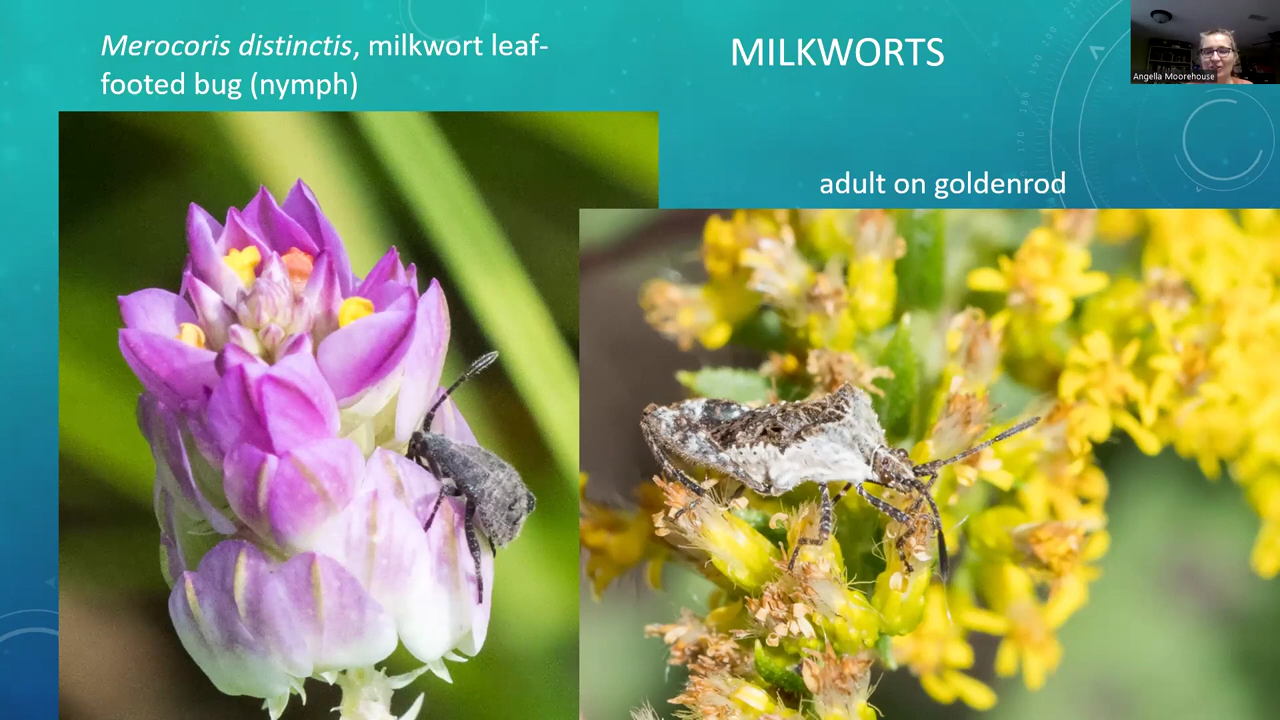 Merocoris distinctis, milkwort leaf-
footed bug (nymph)
MILKWORTS
Angella Moorehouse
adult on goldenrod